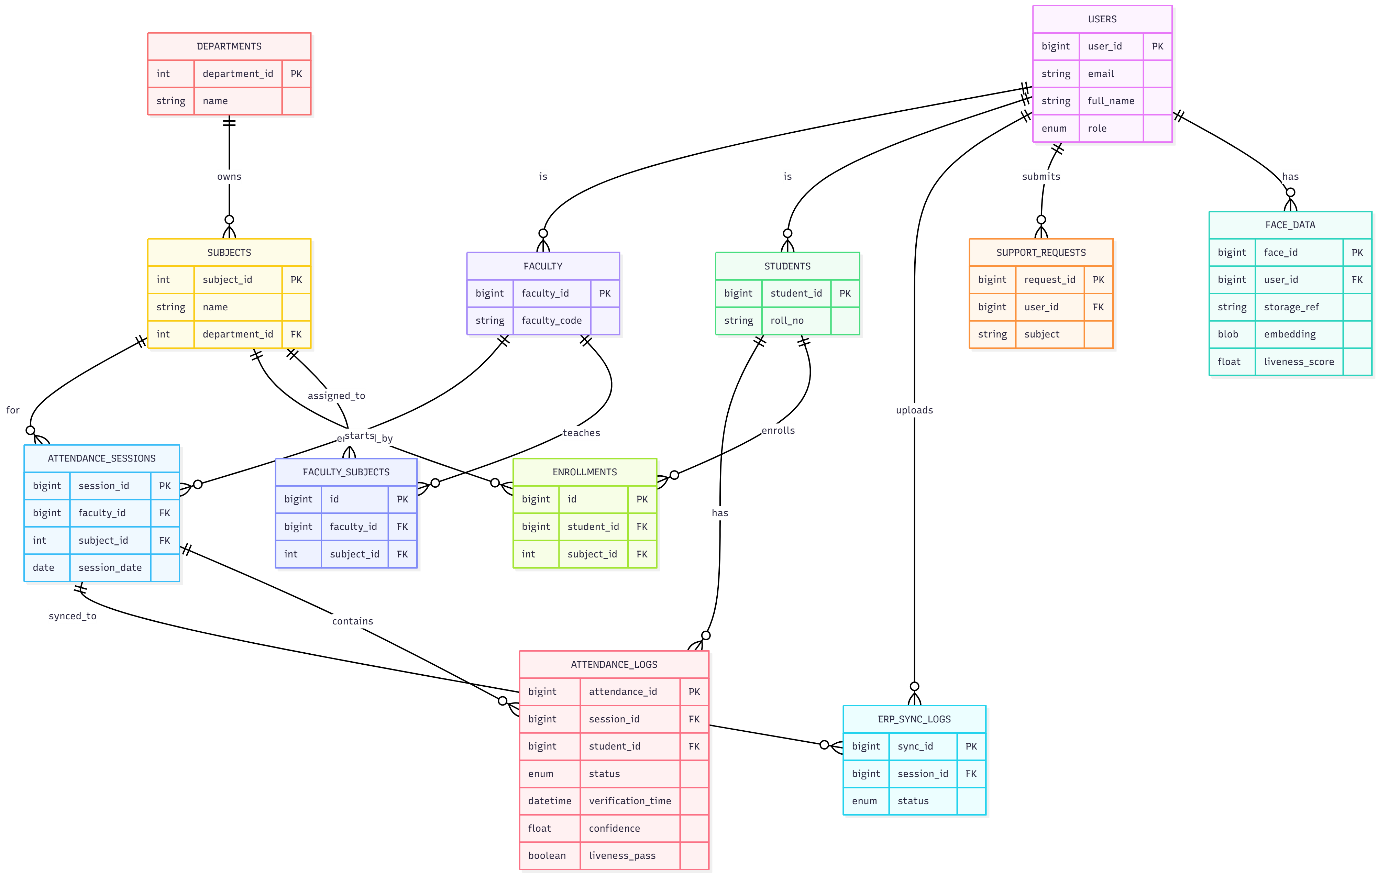 USERS
bigint user_id PK
string email
string full_name
enum role
DEPARTMENTS
int department_id PK
string name
owns
is
is
submits
has
SUBJECTS
int subject_id PK
string name
int department_id FK
FACULTY
bigint faculty_id PK
string faculty_code
STUDENTS
bigint student_id PK
string roll_no
SUPPORT_REQUESTS
bigint request_id PK
bigint user_id FK
string subject
FACE_DATA
bigint face_id PK
bigint user_id FK
string storage_ref
blob embedding
float liveness_score
for
assigned_to
starts
teaches
enrolls
uploads
ATTENDANCE_SESSIONS
bigint session_id PK
bigint faculty_id FK
int subject_id FK
date session_date
FACULTY_SUBJECTS
bigint id PK
bigint faculty_id FK
int subject_id FK
ENROLLMENTS
bigint id PK
bigint student_id FK
int subject_id FK
has
synced_to
contains
ATTENDANCE_LOGS
bigint attendance_id PK
bigint session_id FK
bigint student_id FK
enum status
datetime verification_time
float confidence
boolean liveness_pass
ERP_SYNC_LOGS
bigint sync_id PK
bigint session_id FK
enum status